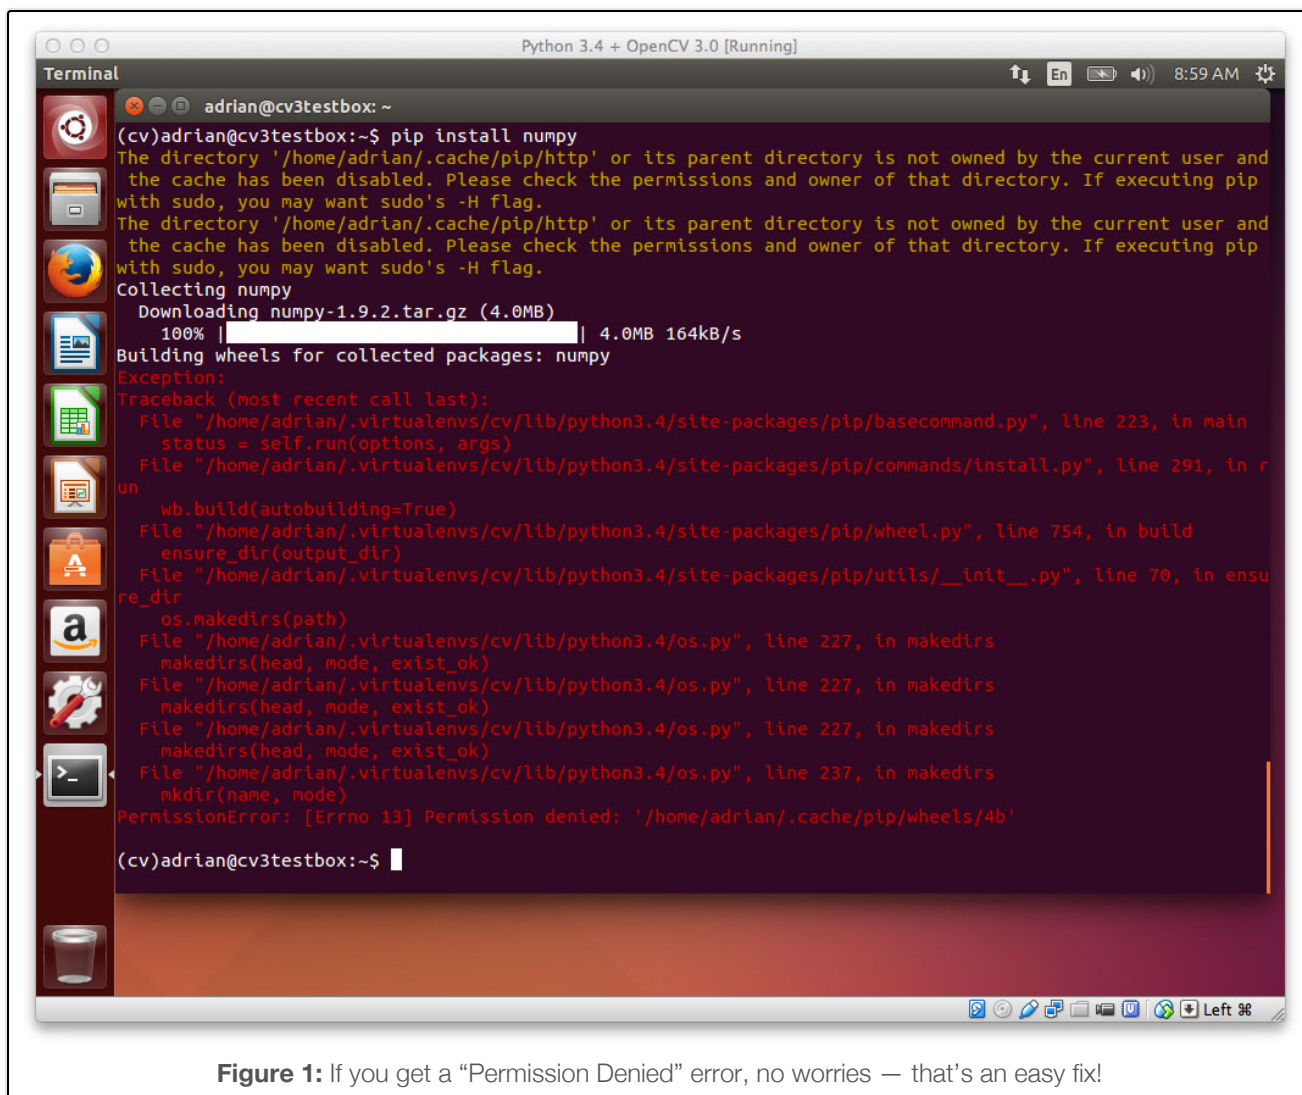 Python 3.4 + OpenCV 3.0 [Running]
Terminal
En
8:59 AM
adrian@cv3testbox: ~
(cv)adrian@cv3testbox:~$ pip install numpy
The directory '/home/adrian/.cache/pip/http' or its parent directory is not owned by the current user and
the cache has been disabled. Please check the permissions and owner of that directory. If executing pip
with sudo, you may want sudo's -H flag.
The directory '/home/adrian/.cache/pip/http' or its parent directory is not owned by the current user and
the cache has been disabled. Please check the permissions and owner of that directory. If executing pip
with sudo, you may want sudo's -H flag.
Collecting numpy
Downloading numpy-1.9.2.tar.gz (4.0MB)
100% | | 4.0MB 164kB/s
Building wheels for collected packages: numpy
Exception:
Traceback (most recent call last):
File "/home/adrian/.virtualenvs/cv/lib/python3.4/site-packages/pip/basecommand.py", line 223, in main
status = self.run(options, args)
File "/home/adrian/.virtualenvs/cv/lib/python3.4/site-packages/pip/commands/install.py", line 291, in r
un
wb.build(autobuilding=True)
File "/home/adrian/.virtualenvs/cv/lib/python3.4/site-packages/pip/wheel.py", line 754, in build
ensure_dir(output_dir)
File "/home/adrian/.virtualenvs/cv/lib/python3.4/site-packages/pip/utils/__init__.py", line 70, in ensu
re_dir
os.makedirs(path)
File "/home/adrian/.virtualenvs/cv/lib/python3.4/os.py", line 227, in makedirs
makedirs(head, mode, exist_ok)
File "/home/adrian/.virtualenvs/cv/lib/python3.4/os.py", line 227, in makedirs
makedirs(head, mode, exist_ok)
File "/home/adrian/.virtualenvs/cv/lib/python3.4/os.py", line 227, in makedirs
makedirs(head, mode, exist_ok)
File "/home/adrian/.virtualenvs/cv/lib/python3.4/os.py", line 237, in makedirs
mkdir(name, mode)
PermissionError: [Errno 13] Permission denied: '/home/adrian/.cache/pip/wheels/4b'
(cv)adrian@cv3testbox:~$
Left ⌘
Figure 1: If you get a “Permission Denied” error, no worries — that’s an easy fix!